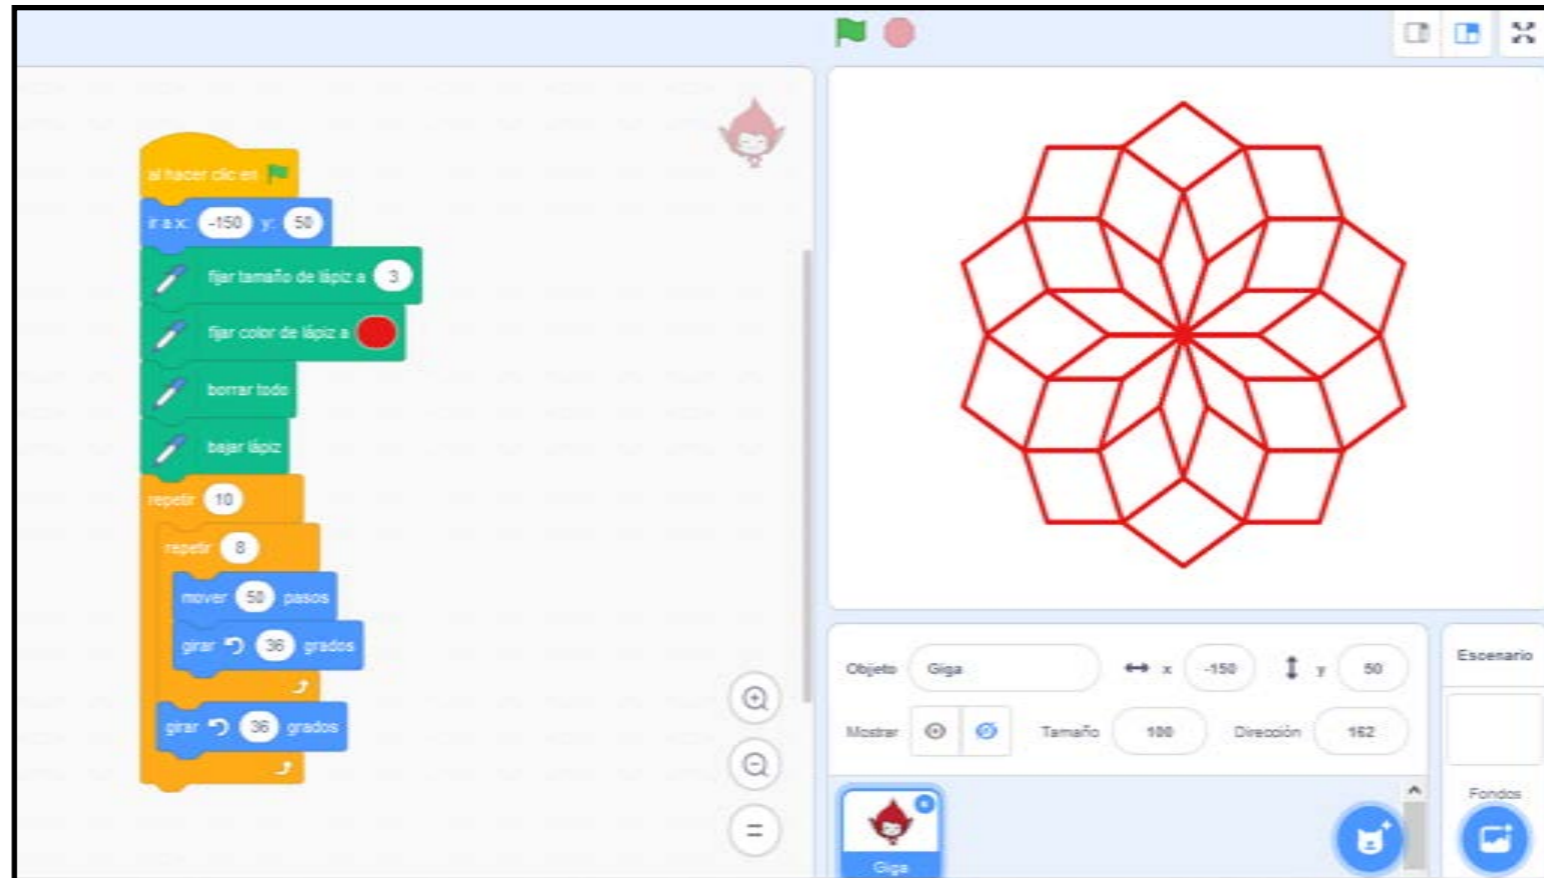 al hacer clic en
ir a x: -150 y: 50
fijar tamaño de lápiz a 3
fijar color de lápiz a
borrar todo
bajar lápiz
repetir 10
repetir 8
mover 50 pasos
girar 36 grados
girar 36 grados
Objeto Giga x -150 y 50
Mostrar Tamaño 100 Dirección 162
Giga
Escenario
Fondos